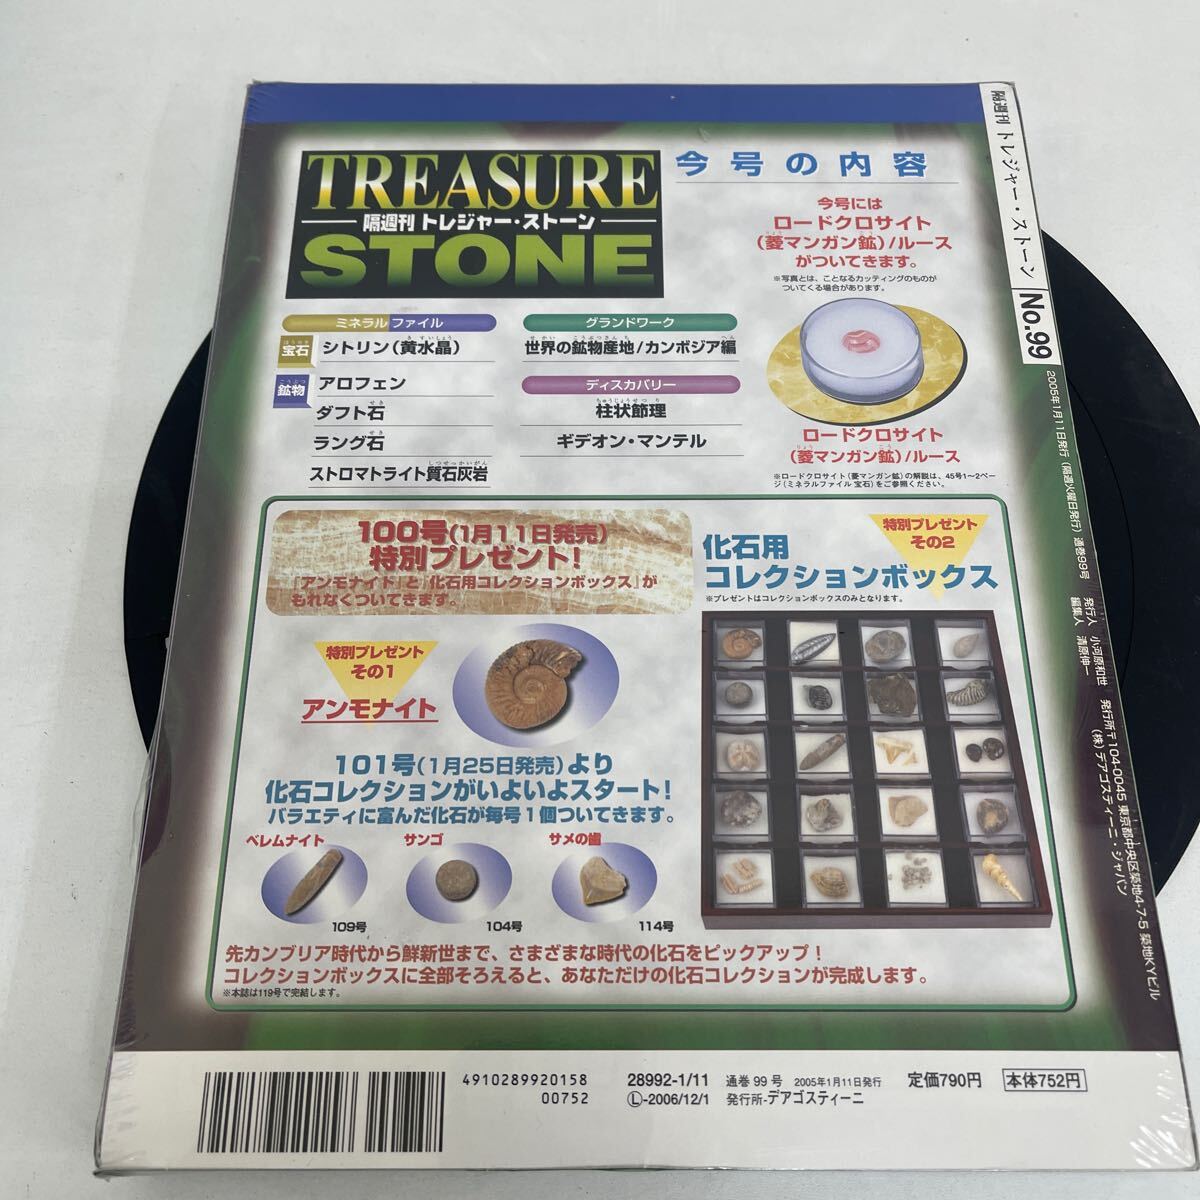 TREASURE
隔週刊 トレジャー・ストーン
STONE
今号の内容
今号には
ロードクロサイト
(菱マンガン鉱)/ルース
がついてきます。
※写真とは、ことなるカッティングのものが
ついてくる場合があります。
ミネラル ファイル
宝石 シトリン(黄水晶)
鉱物 アロフェン
ダフト石
ラング石
ストロマトライト質石灰岩
グランドワーク
世界の鉱物産地/カンボジア編
ディスカバリー
柱状節理
ギデオン・マンテル
ロードクロサイト
(菱マンガン鉱)/ルース
※ロードクロサイト(菱マンガン鉱)の解説は、45号1〜2ペー
ジ(ミネラルファイル 宝石)をご参照ください。
100号(1月11日発売)
特別プレゼント!
『アンモナイト』と『化石用コレクションボックス』が
もれなくついてきます。
特別プレゼント
その1
アンモナイト
特別プレゼント
その2
化石用
コレクションボックス
※プレゼントはコレクションボックスのみとなります。
101号(1月25日発売)より
化石コレクションがいよいよスタート!
バラエティに富んだ化石が毎号1個ついてきます。
ベレムナイト
109号
サンゴ
104号
サメの歯
114号
先カンブリア時代から鮮新世まで、さまざまな時代の化石をピックアップ!
コレクションボックスに全部そろえると、あなただけの化石コレクションが完成します。
※本誌は119号で完結します。
4910289920158
00752
28992-1/11 通巻99号 2005年1月11日発行 定価790円 本体752円
Ⓛ-2006/12/1 発行所-デアゴスティーニ
隔週刊 トレジャー・ストーン No.99 2005年1月11日発行(隔週火曜日発行) 通巻99号
発行人 小河原和世
編集人 清原伸一
発行所 〒104-0045 東京都中央区築地4-7-5 築地KYビル
(株)デアゴスティーニ・ジャパン